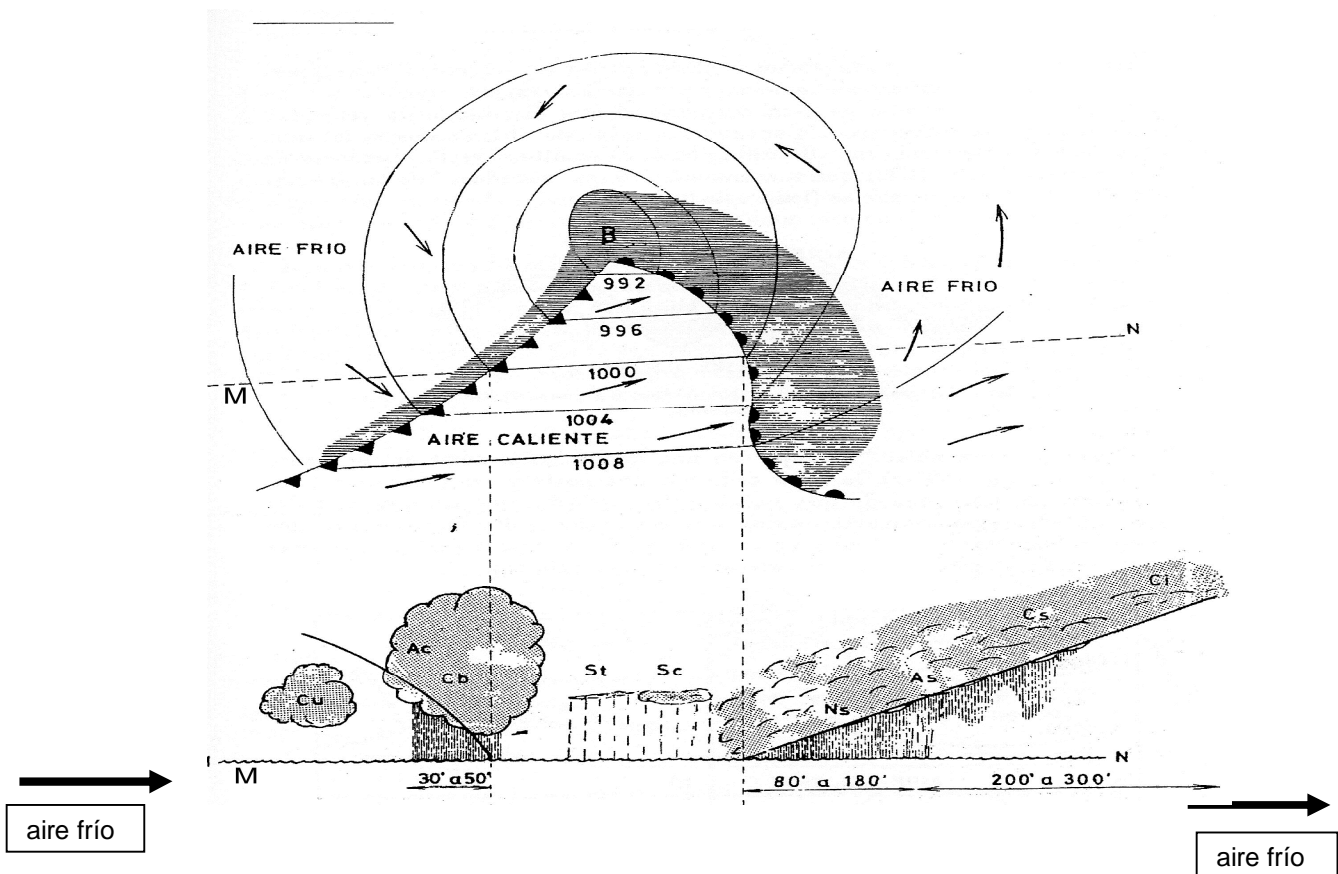 AIRE FRIO
B
992
AIRE FRIO
996
N
1000
M
1004
AIRE CALIENTE
1008
Ci
Cs
Ac
St
Sc
As
Cb
Cu
Ns
M
N
30' a 50'
80' a 180'
200' a 300'
aire frío
aire frío